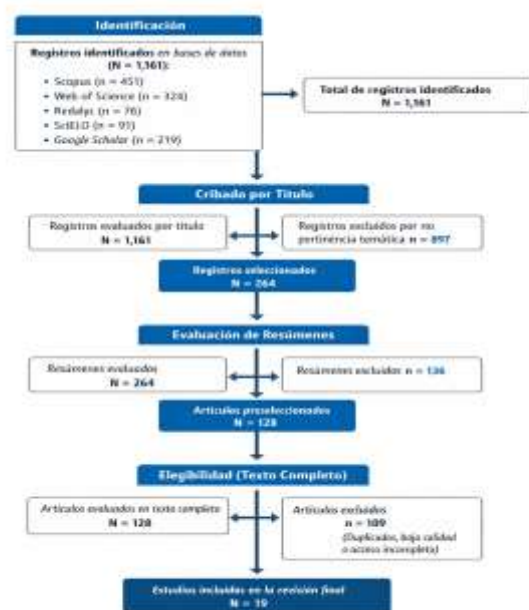 Identificación
Registros identificados en bases de datos
(N = 1,161):
• Scopus (n = 451)
• Web of Science (n = 324)
• Redalyc (n = 76)
• SciELO (n = 91)
• Google Scholar (n = 219)
Total de registros identificados
N = 1,161
Cribado por Título
Registros evaluados por título
N = 1,161
Registros excluidos por no
pertinencia temática n = 897
Registros seleccionados
N = 264
Evaluación de Resúmenes
Resúmenes evaluados
N = 264
Resúmenes excluidos n = 136
Artículos preseleccionados
N = 128
Elegibilidad (Texto Completo)
Artículos evaluados en texto completo
N = 128
Artículos excluidos
n = 109
(Duplicados, baja calidad
o acceso incompleto)
Estudios incluidos en la revisión final
N = 19